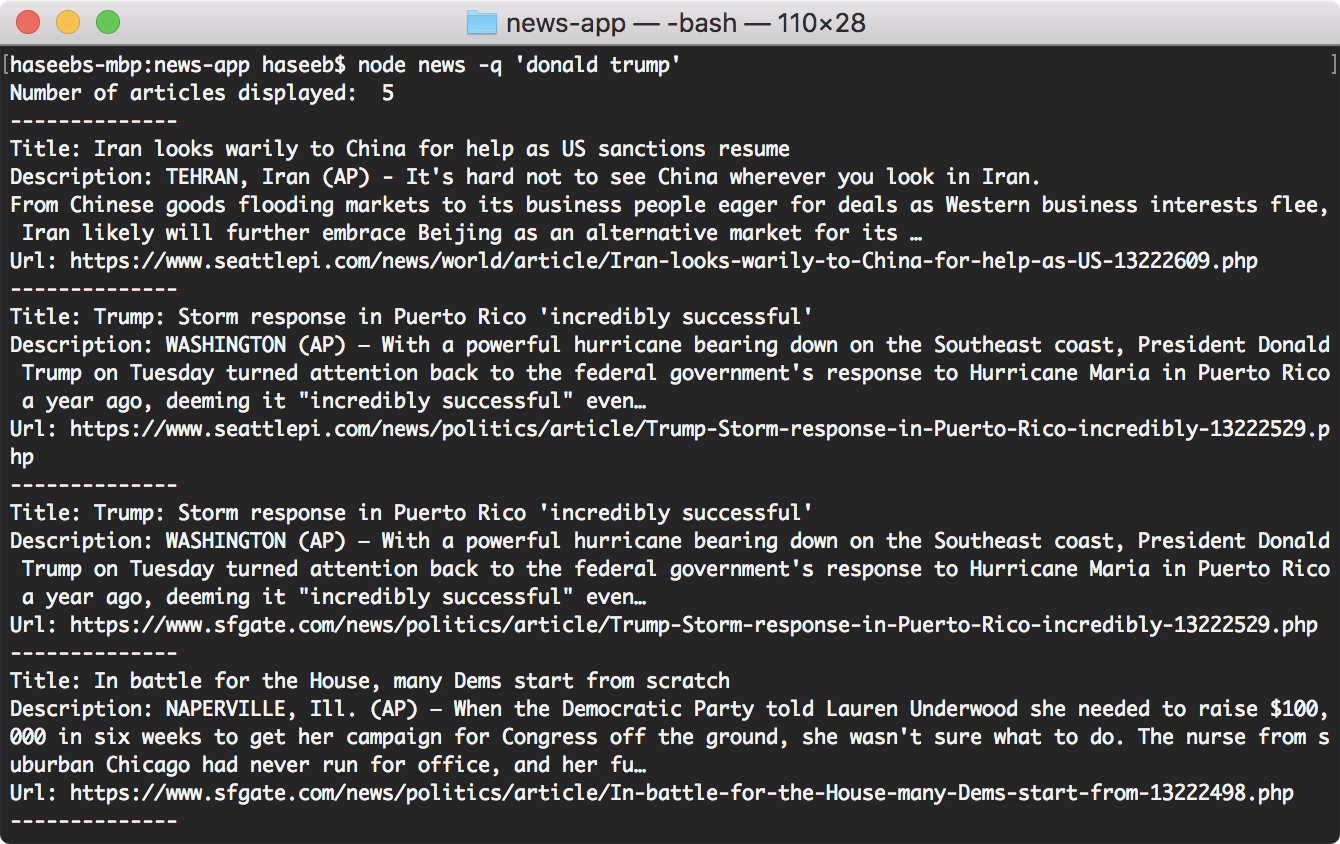 news-app — -bash — 110×28
[haseebs-mbp:news-app haseeb$ node news -q 'donald trump' ]
Number of articles displayed:  5
--------------
Title: Iran looks warily to China for help as US sanctions resume
Description: TEHRAN, Iran (AP) - It's hard not to see China wherever you look in Iran.
From Chinese goods flooding markets to its business people eager for deals as Western business interests flee,
 Iran likely will further embrace Beijing as an alternative market for its …
Url: https://www.seattlepi.com/news/world/article/Iran-looks-warily-to-China-for-help-as-US-13222609.php
--------------
Title: Trump: Storm response in Puerto Rico 'incredibly successful'
Description: WASHINGTON (AP) — With a powerful hurricane bearing down on the Southeast coast, President Donald
 Trump on Tuesday turned attention back to the federal government's response to Hurricane Maria in Puerto Rico
 a year ago, deeming it "incredibly successful" even…
Url: https://www.seattlepi.com/news/politics/article/Trump-Storm-response-in-Puerto-Rico-incredibly-13222529.p
hp
--------------
Title: Trump: Storm response in Puerto Rico 'incredibly successful'
Description: WASHINGTON (AP) — With a powerful hurricane bearing down on the Southeast coast, President Donald
 Trump on Tuesday turned attention back to the federal government's response to Hurricane Maria in Puerto Rico
 a year ago, deeming it "incredibly successful" even…
Url: https://www.sfgate.com/news/politics/article/Trump-Storm-response-in-Puerto-Rico-incredibly-13222529.php
--------------
Title: In battle for the House, many Dems start from scratch
Description: NAPERVILLE, Ill. (AP) — When the Democratic Party told Lauren Underwood she needed to raise $100,
000 in six weeks to get her campaign for Congress off the ground, she wasn't sure what to do. The nurse from s
uburban Chicago had never run for office, and her fu…
Url: https://www.sfgate.com/news/politics/article/In-battle-for-the-House-many-Dems-start-from-13222498.php
--------------